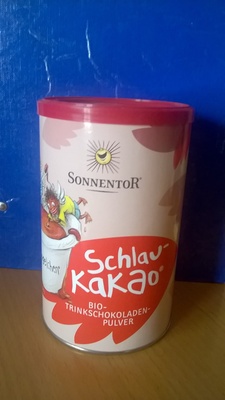 SONNENTOR®
Schlau-
KAKAO®
BIO-
TRINKSCHOKOLADEN-
PULVER